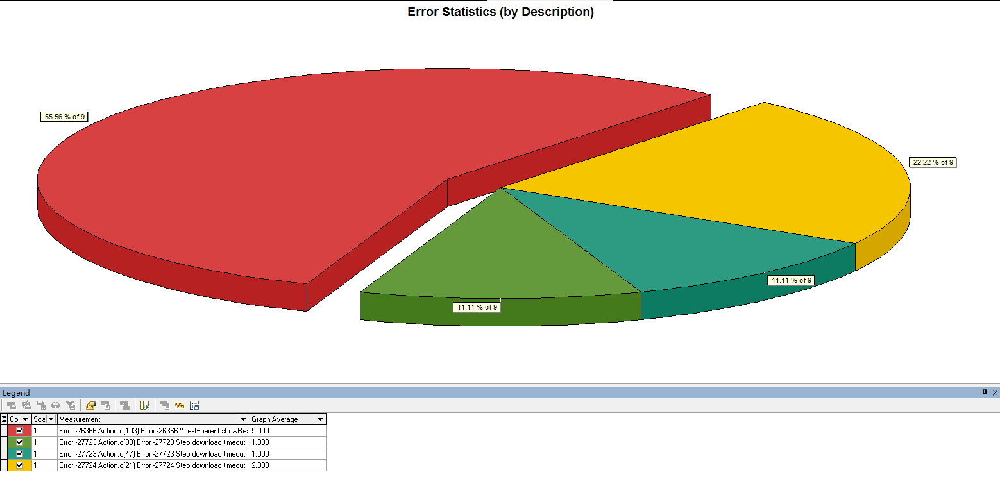 Error Statistics (by Description)
55.56 % of 9
22.22 % of 9
11.11 % of 9
11.11 % of 9
Legend
Col Sca Measurement Graph Average
1 Error -26366:Action.c(103) Error -26366 "Text=parent.showRes 5.000
1 Error -27723:Action.c(39) Error -27723 Step download timeout ( 1.000
1 Error -27723:Action.c(47) Error -27723 Step download timeout ( 1.000
1 Error -27724:Action.c(21) Error -27724 Step download timeout ( 2.000